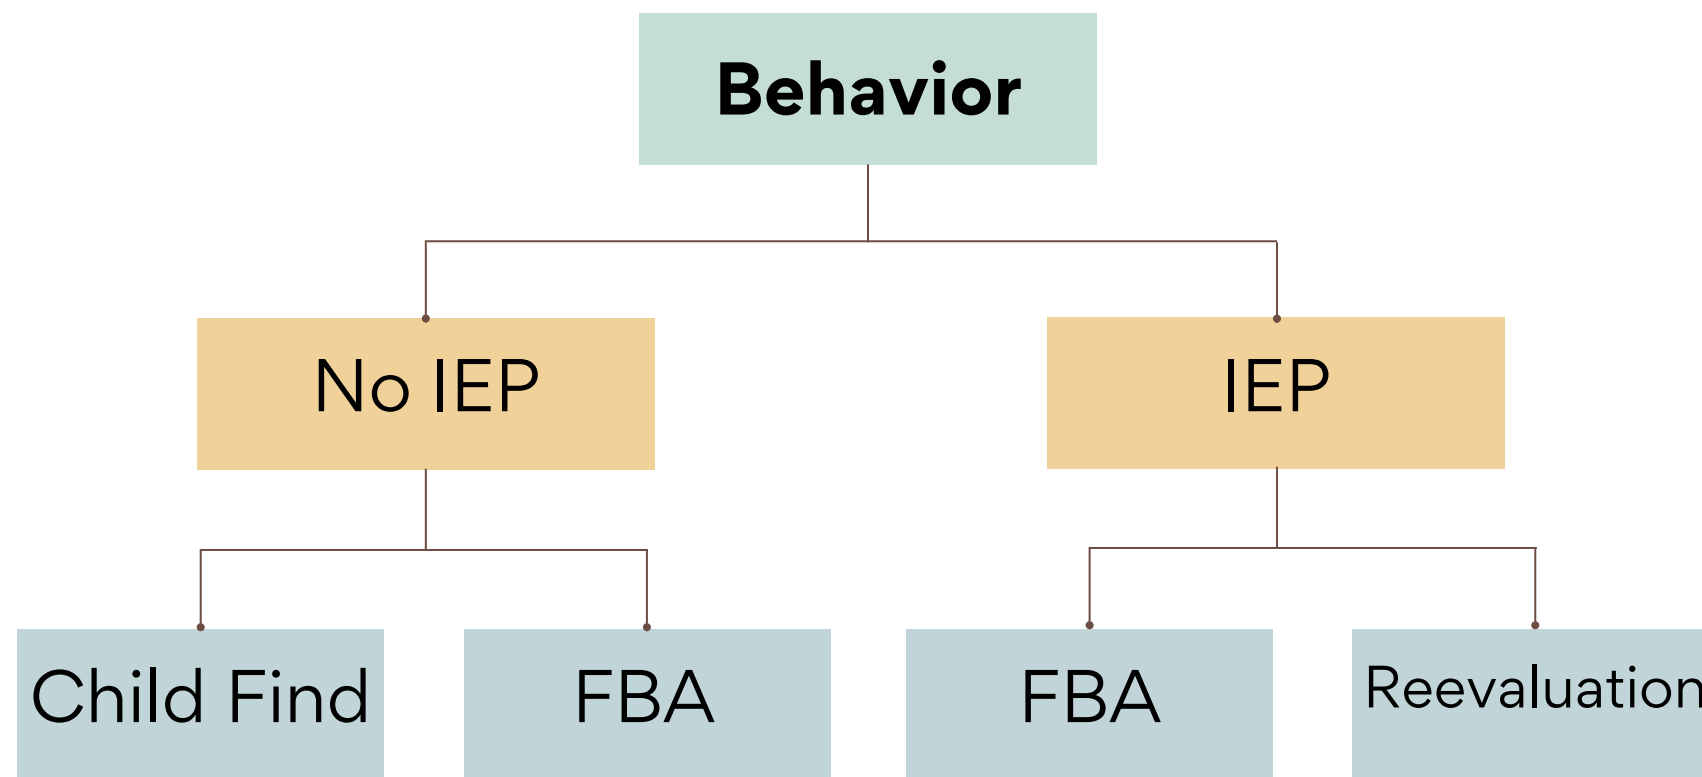 Behavior
No IEP
IEP
Child Find
FBA
FBA
Reevaluation